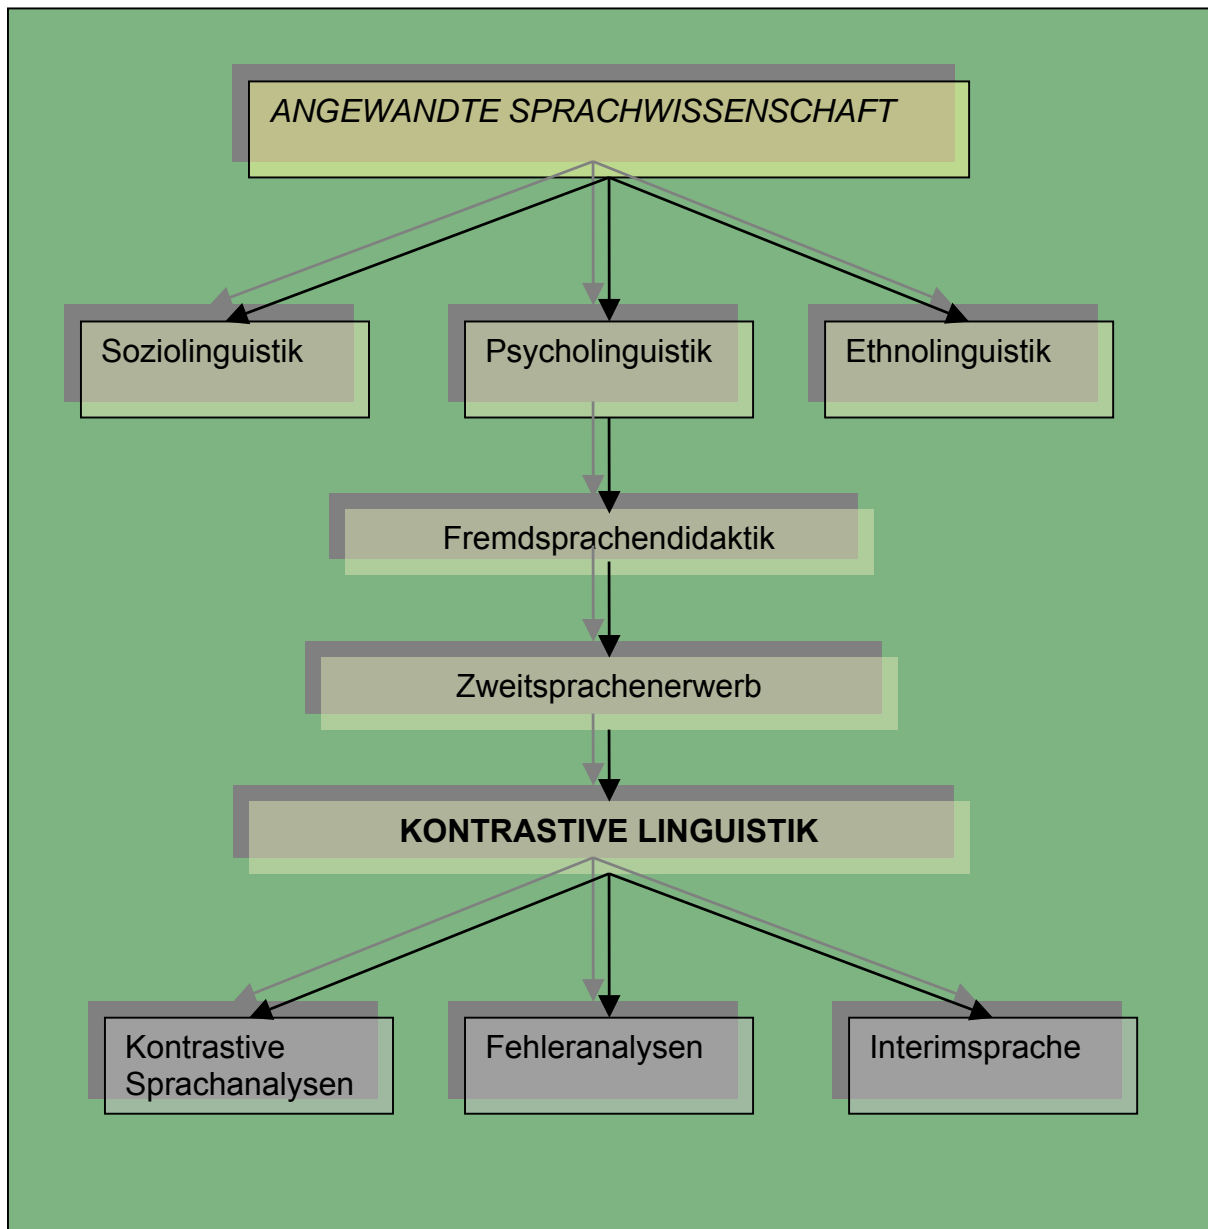 ANGEWANDTE SPRACHWISSENSCHAFT
Soziolinguistik
Psycholinguistik
Ethnolinguistik
Fremdsprachendidaktik
Zweitsprachenerwerb
KONTRASTIVE LINGUISTIK
Kontrastive
Sprachanalysen
Fehleranalysen
Interimsprache